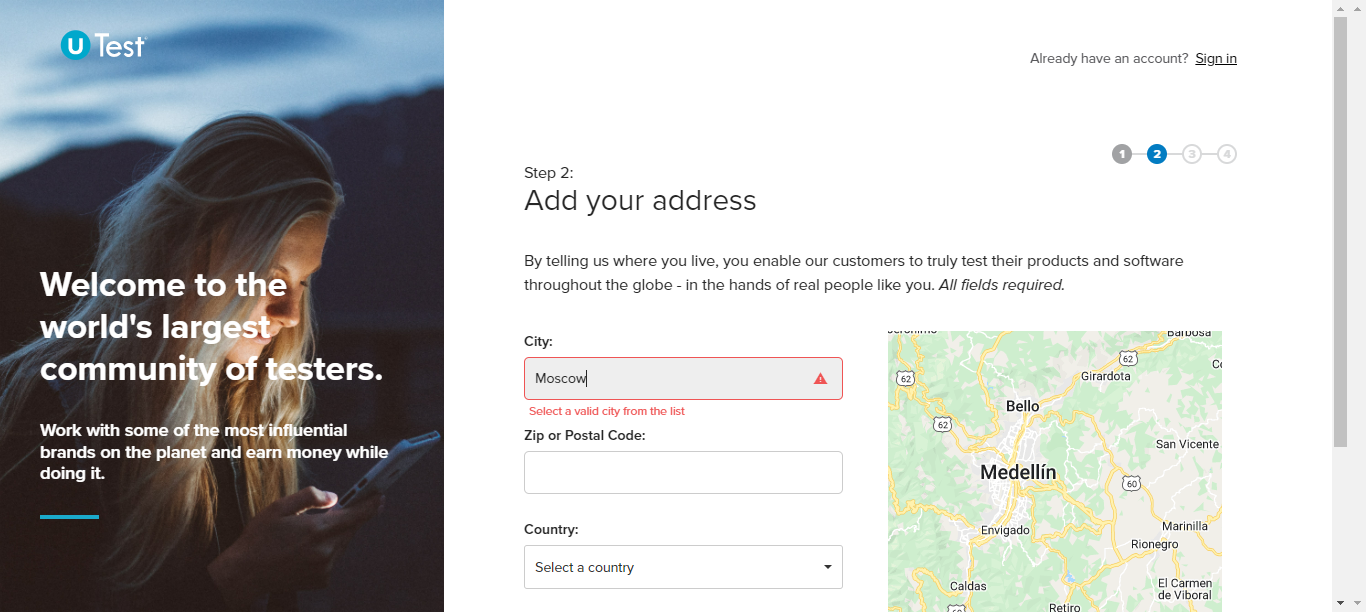 U Test
Already have an account? Sign in
1 2 3 4
Step 2:
Add your address
By telling us where you live, you enable our customers to truly test their products and software
throughout the globe - in the hands of real people like you. All fields required.
Welcome to the
world's largest
community of testers.
Work with some of the most influential
brands on the planet and earn money while
doing it.
City:
Moscow
Select a valid city from the list
Zip or Postal Code:
Country:
Select a country
Barbosa
62
62
Girardota
Bello
62
San Vicente
Medellín
60
Envigado
Marinilla
Rionegro
Caldas
El Carmen
de Viboral
Retiro